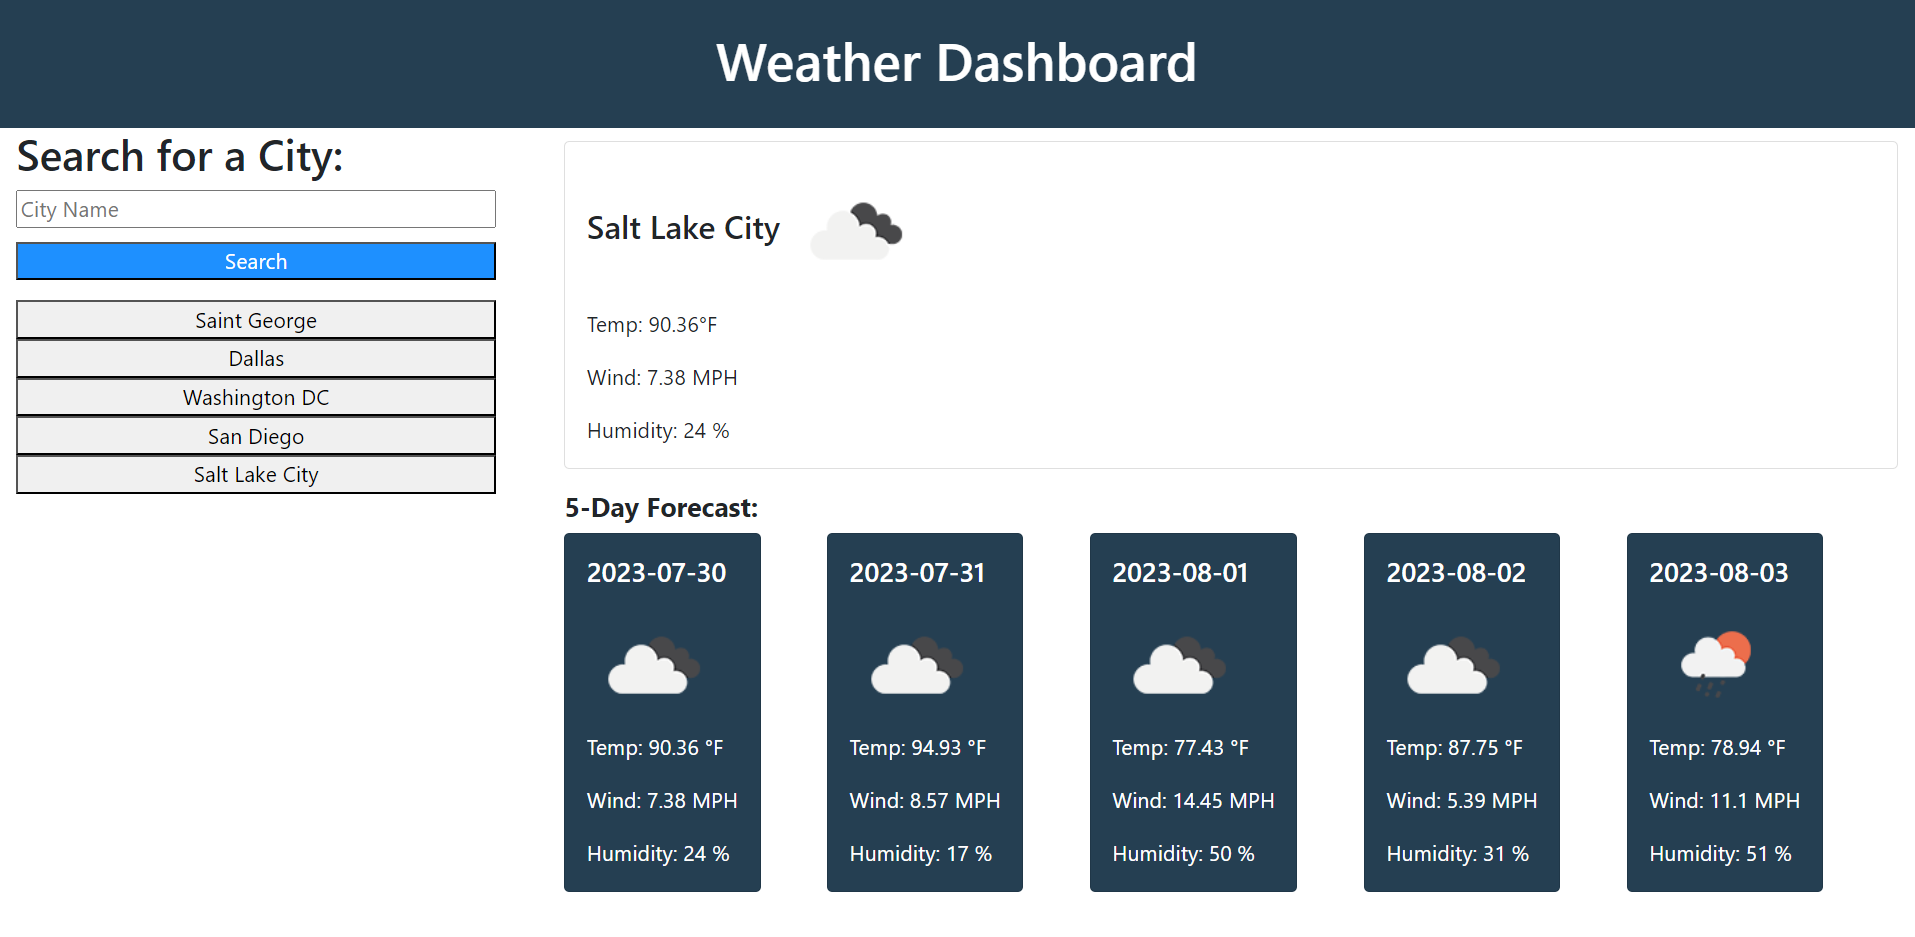 Weather Dashboard
Search for a City:
City Name
Search
Saint George
Dallas
Washington DC
San Diego
Salt Lake City
Salt Lake City
Temp: 90.36°F
Wind: 7.38 MPH
Humidity: 24 %
5-Day Forecast:
2023-07-30
Temp: 90.36 °F
Wind: 7.38 MPH
Humidity: 24 %
2023-07-31
Temp: 94.93 °F
Wind: 8.57 MPH
Humidity: 17 %
2023-08-01
Temp: 77.43 °F
Wind: 14.45 MPH
Humidity: 50 %
2023-08-02
Temp: 87.75 °F
Wind: 5.39 MPH
Humidity: 31 %
2023-08-03
Temp: 78.94 °F
Wind: 11.1 MPH
Humidity: 51 %